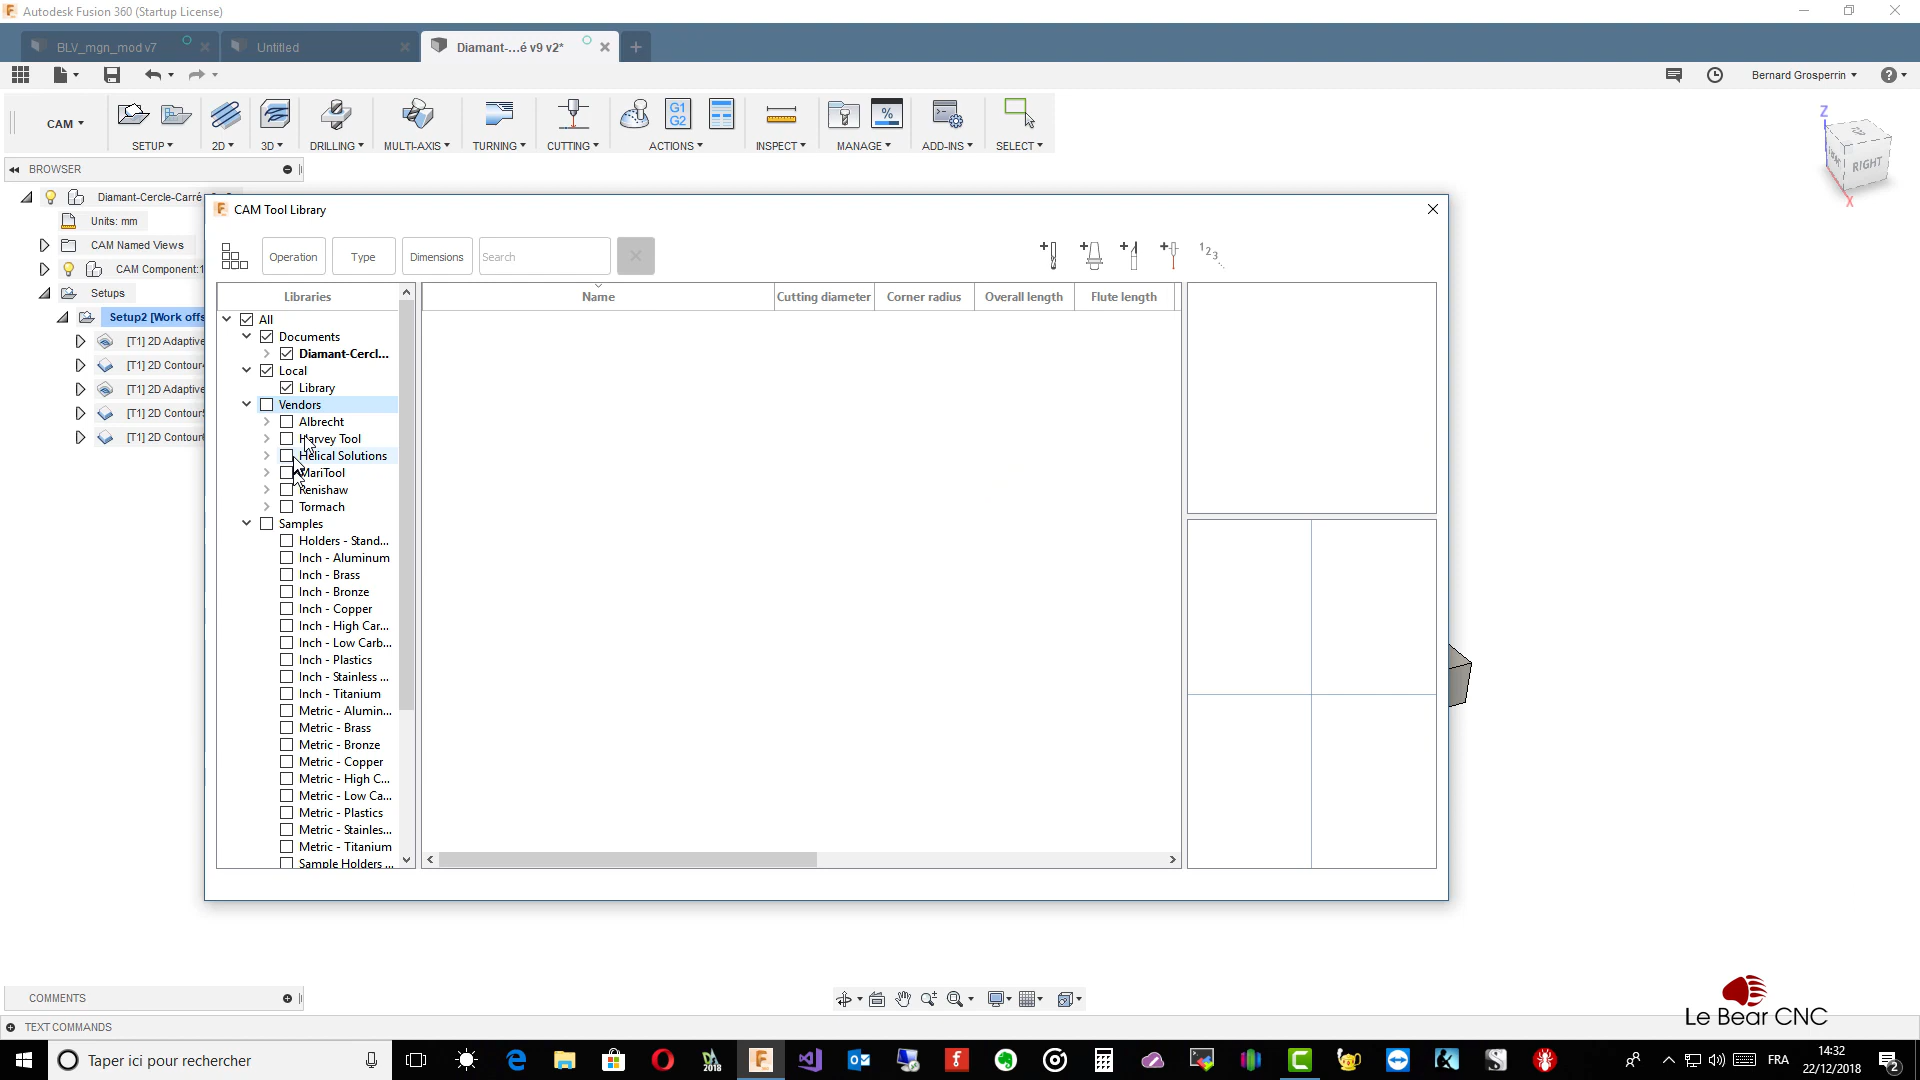 Autodesk Fusion 360 (Startup License)
BLV_mgn_mod v7
Untitled
Diamant-...é v9 v2*
Bernard Grosperrin
CAM
SETUP
2D
3D
DRILLING
MULTI-AXIS
TURNING
CUTTING
G1
G2
ACTIONS
INSPECT
MANAGE
ADD-INS
SELECT
Z
RIGHT
X
BROWSER
Diamant-Cercle-Carré
Units: mm
CAM Named Views
CAM Component:1
Setups
Setup2 [Work offs
[T1] 2D Adaptive
[T1] 2D Contour
[T1] 2D Adaptive
[T1] 2D Contour
[T1] 2D Contour
CAM Tool Library
Operation
Type
Dimensions
Search
Libraries
Name
Cutting diameter
Corner radius
Overall length
Flute length
All
Documents
Diamant-Cercl...
Local
Library
Vendors
Albrecht
Harvey Tool
Helical Solutions
MariTool
Renishaw
Tormach
Samples
Holders - Stand...
Inch - Aluminum
Inch - Brass
Inch - Bronze
Inch - Copper
Inch - High Car...
Inch - Low Carb...
Inch - Plastics
Inch - Stainless ...
Inch - Titanium
Metric - Alumin...
Metric - Brass
Metric - Bronze
Metric - Copper
Metric - High C...
Metric - Low Ca...
Metric - Plastics
Metric - Stainles...
Metric - Titanium
Sample Holders ...
COMMENTS
TEXT COMMANDS
Le Bear CNC
Taper ici pour rechercher
2018
FRA
14:32
22/12/2018
2